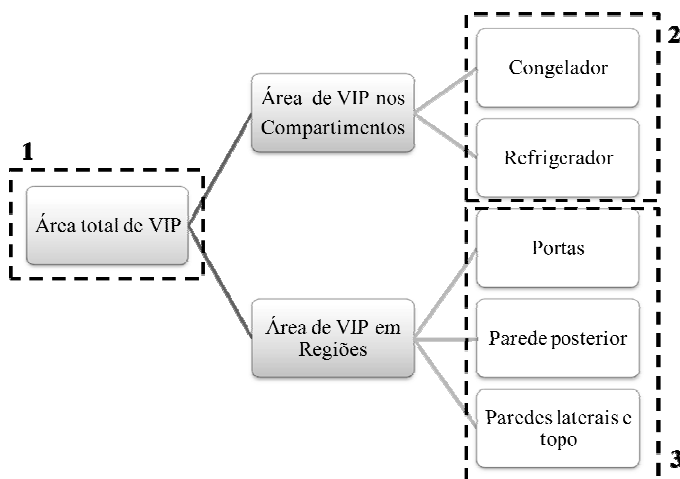 1
Área total de VIP
Área de VIP nos
Compartimentos
2
Congelador
Refrigerador
Área de VIP em
Regiões
Portas
Parede posterior
Paredes laterais e
topo
3